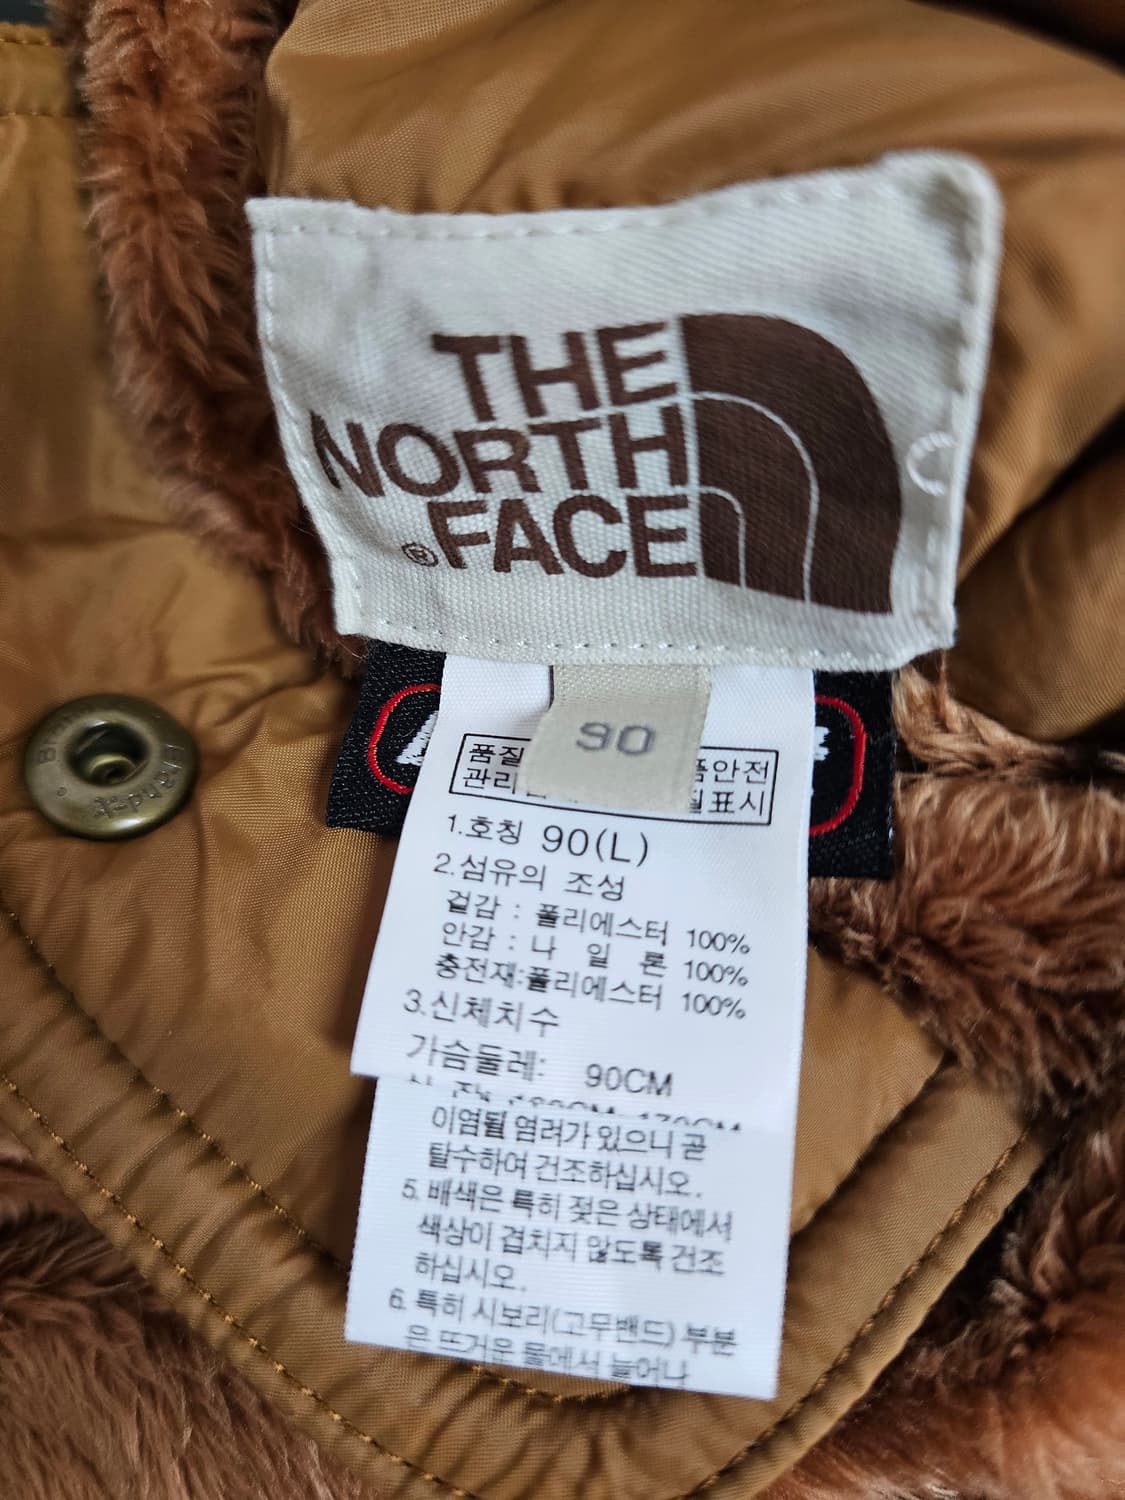 THE
NORTH
FACE
®
90
품질
관리
품안전
질표시
1.호칭 90(L)
2.섬유의 조성
겉감 : 폴리에스터 100%
안감 : 나 일 론 100%
충전재:폴리에스터 100%
3.신체치수
가슴둘레: 90CM
이염될 염려가 있으니 곧
탈수하여 건조하십시오.
5. 배색은 특히 젖은 상태에서
색상이 겹치지 않도록 건조
하십시오.
6. 특히 시보리(고무밴드) 부분
은 뜨거운 물에서 늘어나